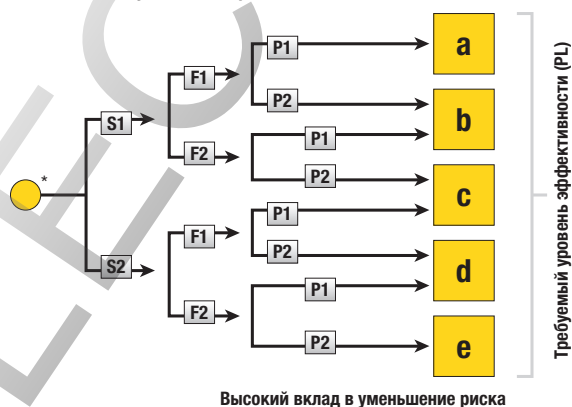 P1
a
F1
P2
b
S1
P1
F2
P2
c
*
P1
F1
P2
d
S2
P1
F2
P2
e
Требуемый уровень эффективности (PL)
Высокий вклад в уменьшение риска